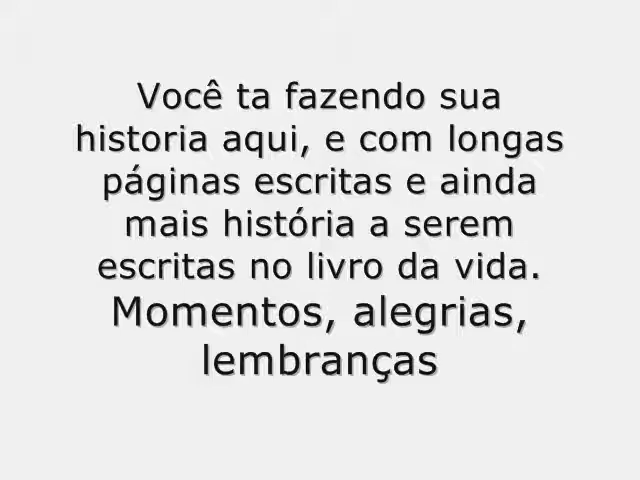 Você ta fazendo sua
historia aqui, e com longas
páginas escritas e ainda
mais história a serem
escritas no livro da vida.
Momentos, alegrias,
lembranças